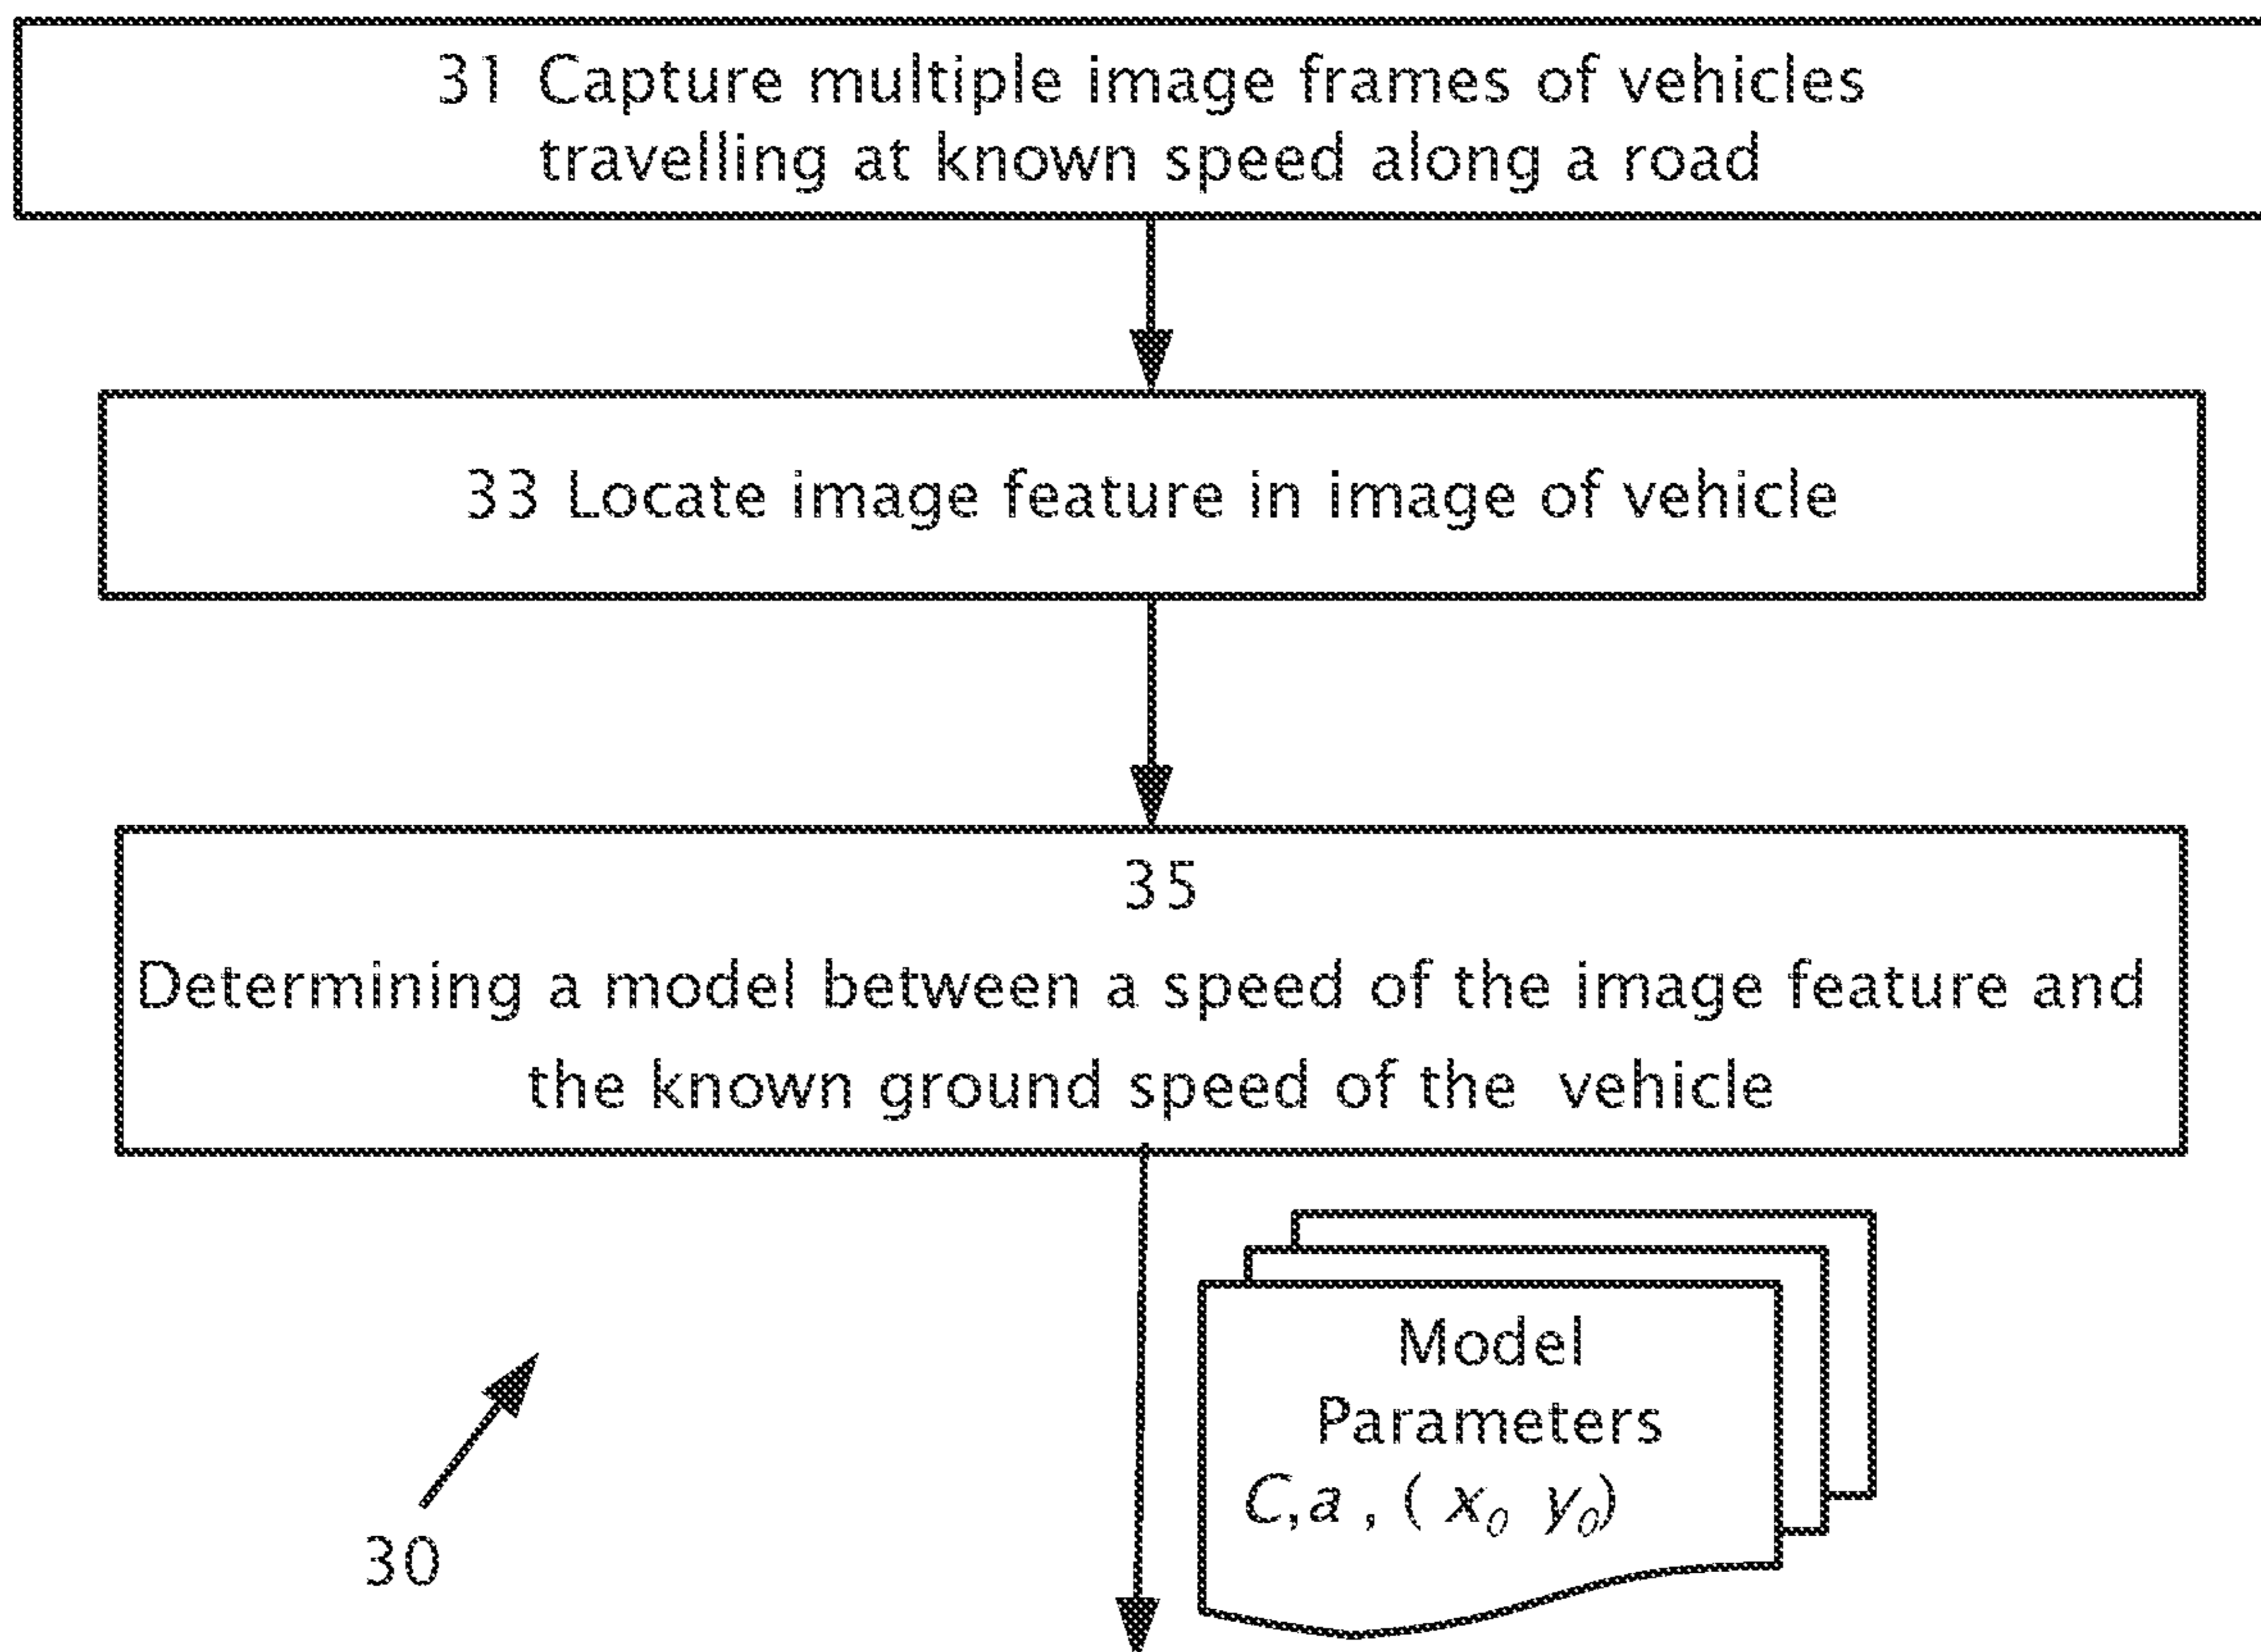 31 Capture multiple image frames of vehicles
travelling at known speed along a road
33 Locate image feature in image of vehicle
35
Determining a model between a speed of the image feature and
the known ground speed of the vehicle
Model
Parameters
C,a , ( x₀ y₀)
30